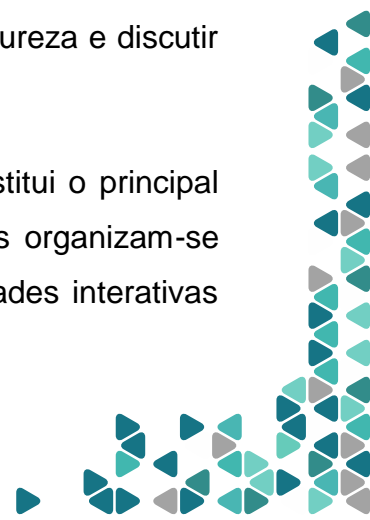 ureza e discutir
stitui o principal
s organizam-se
ades interativas